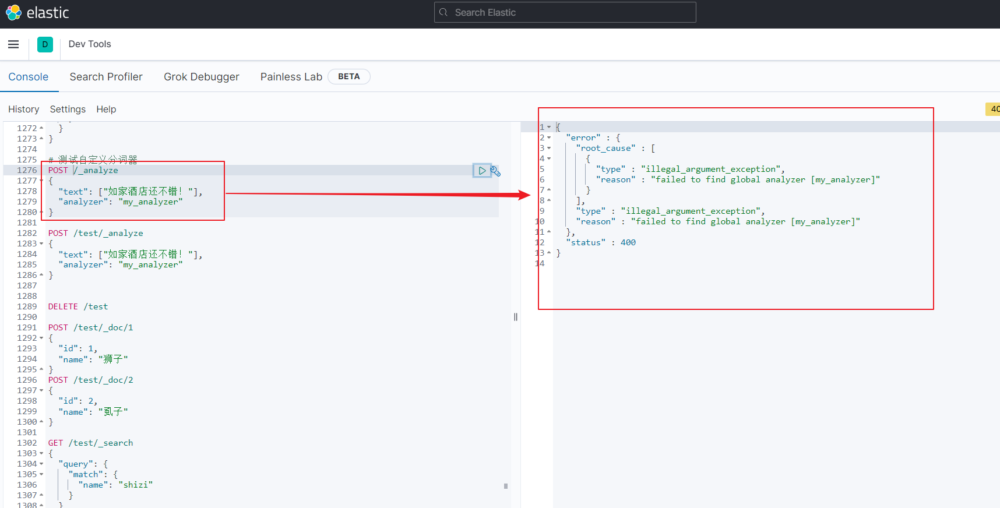 elastic
Search Elastic
D
Dev Tools
Console
Search Profiler
Grok Debugger
Painless Lab
BETA
History
Settings
Help
40
1272 }
1273 }
1274
1275 # 测试自定义分词器
1276 POST /_analyze
1277 {
1278 "text": ["如家酒店还不错！"],
1279 "analyzer": "my_analyzer"
1280 }
1281
1282 POST /test/_analyze
1283 {
1284 "text": ["如家酒店还不错！"],
1285 "analyzer": "my_analyzer"
1286 }
1287
1288
1289 DELETE /test
1290
1291 POST /test/_doc/1
1292 {
1293 "id": 1,
1294 "name": "狮子"
1295 }
1296 POST /test/_doc/2
1297 {
1298 "id": 2,
1299 "name": "虱子"
1300 }
1301
1302 GET /test/_search
1303 {
1304 "query": {
1305 "match": {
1306 "name": "shizi"
1307 }
1308 }
1 {
2 "error" : {
3 "root_cause" : [
4 {
5 "type" : "illegal_argument_exception",
6 "reason" : "failed to find global analyzer [my_analyzer]"
7 }
8 ],
9 "type" : "illegal_argument_exception",
10 "reason" : "failed to find global analyzer [my_analyzer]"
11 },
12 "status" : 400
13 }
14